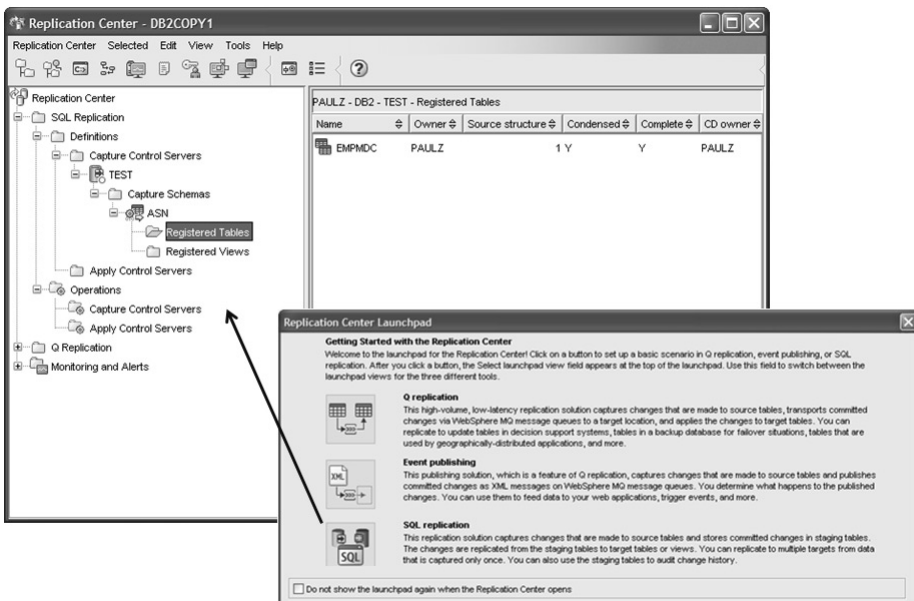 Replication Center - DB2COPY1
Replication Center Selected Edit View Tools Help
Replication Center
SQL Replication
Definitions
Capture Control Servers
TEST
Capture Schemas
ASN
Registered Tables
Registered Views
Apply Control Servers
Operations
Capture Control Servers
Apply Control Servers
Q Replication
Monitoring and Alerts
PAULZ - DB2 - TEST - Registered Tables
Name Owner Source structure Condensed Complete CD owner
EMPMDC PAULZ 1 Y Y PAULZ
Replication Center Launchpad
Getting Started with the Replication Center
Welcome to the launchpad for the Replication Center! Click on a button to set up a basic scenario in Q replication, event publishing, or SQL
replication. After you click a button, the Select launchpad view field appears at the top of the launchpad. Use this field to switch between the
launchpad views for the three different tools.
Q replication
This high-volume, low-latency replication solution captures changes that are made to source tables, transports committed
changes via WebSphere MQ message queues to a target location, and applies the changes to target tables. You can
replicate to update tables in decision support systems, tables in a backup database for failover situations, tables that are
used by geographically-distributed applications, and more.
XML
Event publishing
This publishing solution, which is a feature of Q replication, captures changes that are made to source tables and publishes
committed changes as XML messages on WebSphere MQ message queues. You determine what happens to the published
changes. You can use them to feed data to your web applications, trigger events, and more.
SQL
SQL replication
This replication solution captures changes that are made to source tables and stores committed changes in staging tables.
The changes are replicated from the staging tables to target tables or views. You can replicate to multiple targets from data
that is captured only once. You can also use the staging tables to audit change history.
Do not show the launchpad again when the Replication Center opens